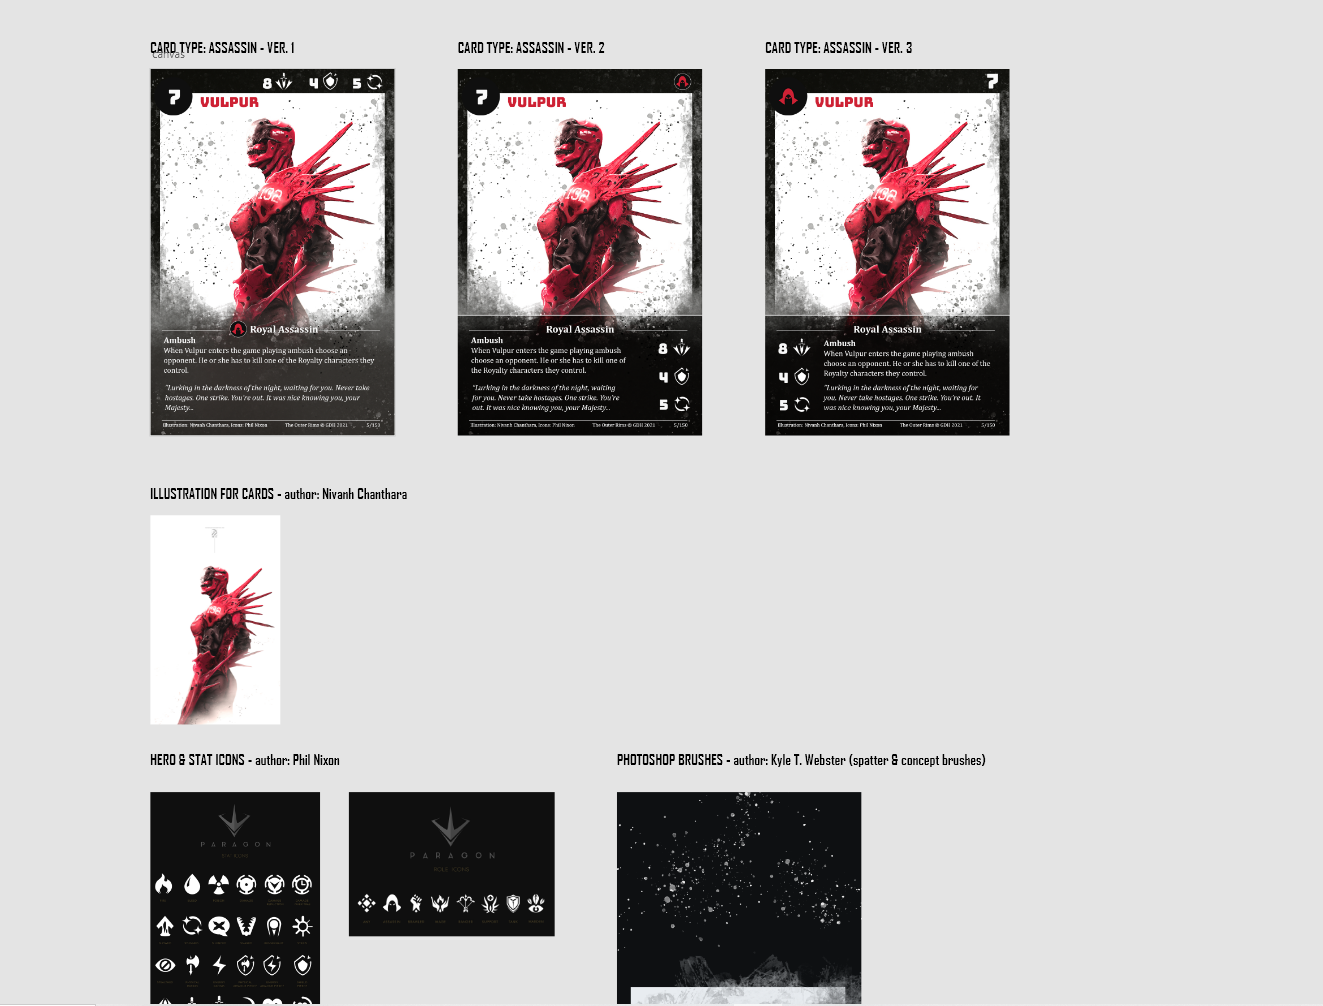 CARD TYPE: ASSASSIN - VER. 1
canvas
8 4 5
7
VULPUR
Royal Assassin
Ambush
When Vulpur enters the game playing ambush choose an
opponent. He or she has to kill one of the Royalty characters they
control.
"Lurking in the darkness of the night, waiting for you. Never take
hostages. One strike. You're out. It was nice knowing you, your
Majesty...
Illustration: Nivanh Chanthara, Icons: Phil Nixon The Outer Rims © GDH 2021 5/150
CARD TYPE: ASSASSIN - VER. 2
7
VULPUR
Royal Assassin
Ambush
When Vulpur enters the game playing ambush
choose an opponent. He or she has to kill one of
the Royalty characters they control.
"Lurking in the darkness of the night, waiting
for you. Never take hostages. One strike. You're
out. It was nice knowing you, your Majesty...
8
4
5
Illustration: Nivanh Chanthara, Icons: Phil Nixon The Outer Rims © GDH 2021 5/150
CARD TYPE: ASSASSIN - VER. 3
7
VULPUR
Royal Assassin
8
4
5
Ambush
When Vulpur enters the game playing ambush
choose an opponent. He or she has to kill one of the
Royalty characters they control.
"Lurking in the darkness of the night, waiting for
you. Never take hostages. One strike. You're out. It
was nice knowing you, your Majesty...
Illustration: Nivanh Chanthara, Icons: Phil Nixon The Outer Rims © GDH 2021 5/150
ILLUSTRATION FOR CARDS - author: Nivanh Chanthara
HERO & STAT ICONS - author: Phil Nixon
PARAGON
PARAGON
ROLE ICONS
PHOTOSHOP BRUSHES - author: Kyle T. Webster (spatter & concept brushes)